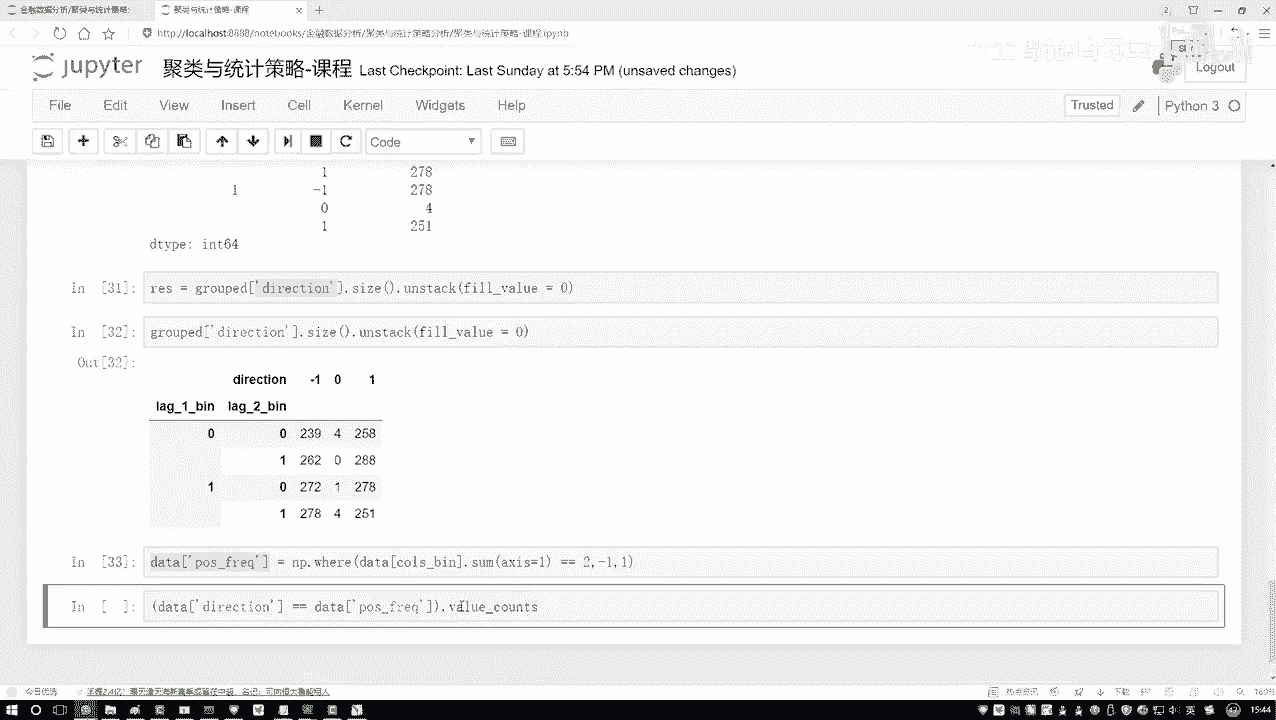 金融数据分析/聚类与统计策略
聚类与统计策略-课程
http://localhost:8888/notebooks/金融数据分析/聚类与统计策略分析/聚类与统计策略-课程.ipynb
jupyter 聚类与统计策略-课程 Last Checkpoint: Last Sunday at 5:54 PM (unsaved changes)
Logout
File Edit View Insert Cell Kernel Widgets Help
Trusted Python 3
Code
1 278
1 -1 278
0 4
1 251
dtype: int64
In [31]: res = grouped['direction'].size().unstack(fill_value = 0)
In [32]: grouped['direction'].size().unstack(fill_value = 0)
Out[32]:
direction -1 0 1
lag_1_bin lag_2_bin
0 0 239 4 258
1 262 0 288
1 0 272 1 278
1 278 4 251
In [33]: data['pos_freq'] = np.where(data[cols_bin].sum(axis=1) == 2,-1,1)
In [ ]: (data['direction'] == data['pos_freq']).value_counts
今日优选
下载
160%
英
15:44